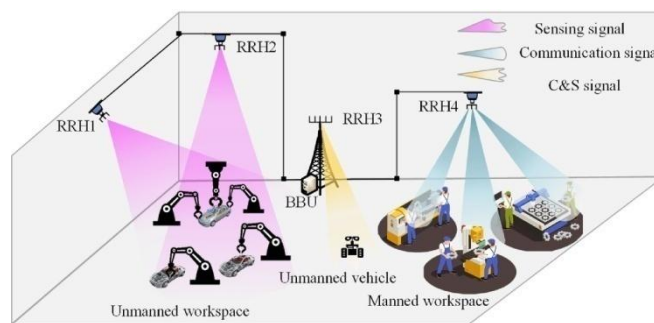 Sensing signal
RRH2
Communication signal
C&S signal
RRH1
RRH3
RRH4
BBU
Unmanned vehicle
Unmanned workspace
Manned workspace